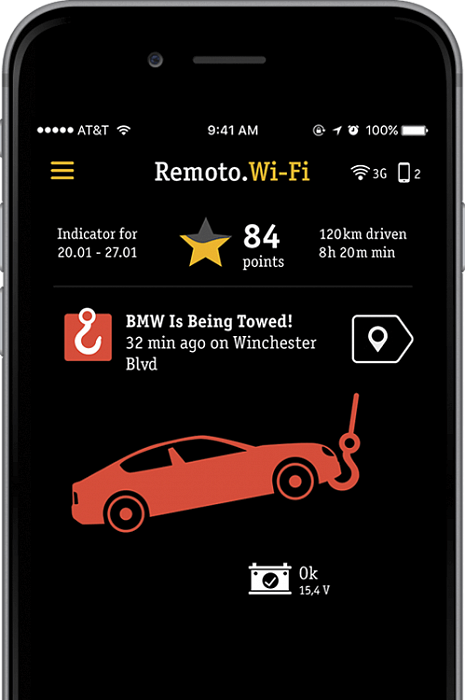 AT&T 9:41 AM 100%
Remoto.Wi-Fi 3G 2
Indicator for
20.01 - 27.01
84
points
120km driven
8h 20m min
BMW Is Being Towed!
32 min ago on Winchester
Blvd
Ok
15,4 V